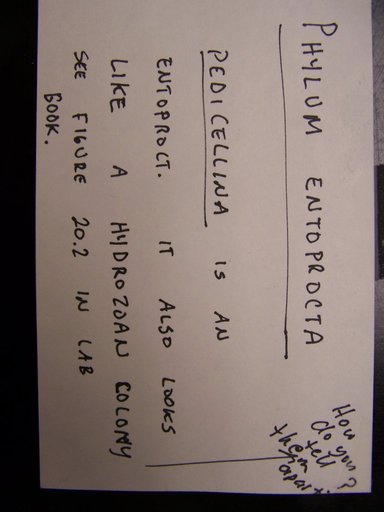 PHYLUM ENTOPROCTA
PEDICELLINA IS AN
ENTOPROCT. IT ALSO LOOKS
LIKE A HYDROZOAN COLONY
SEE FIGURE 20.2 IN LAB
BOOK.
How
do you?
tell
them
apart